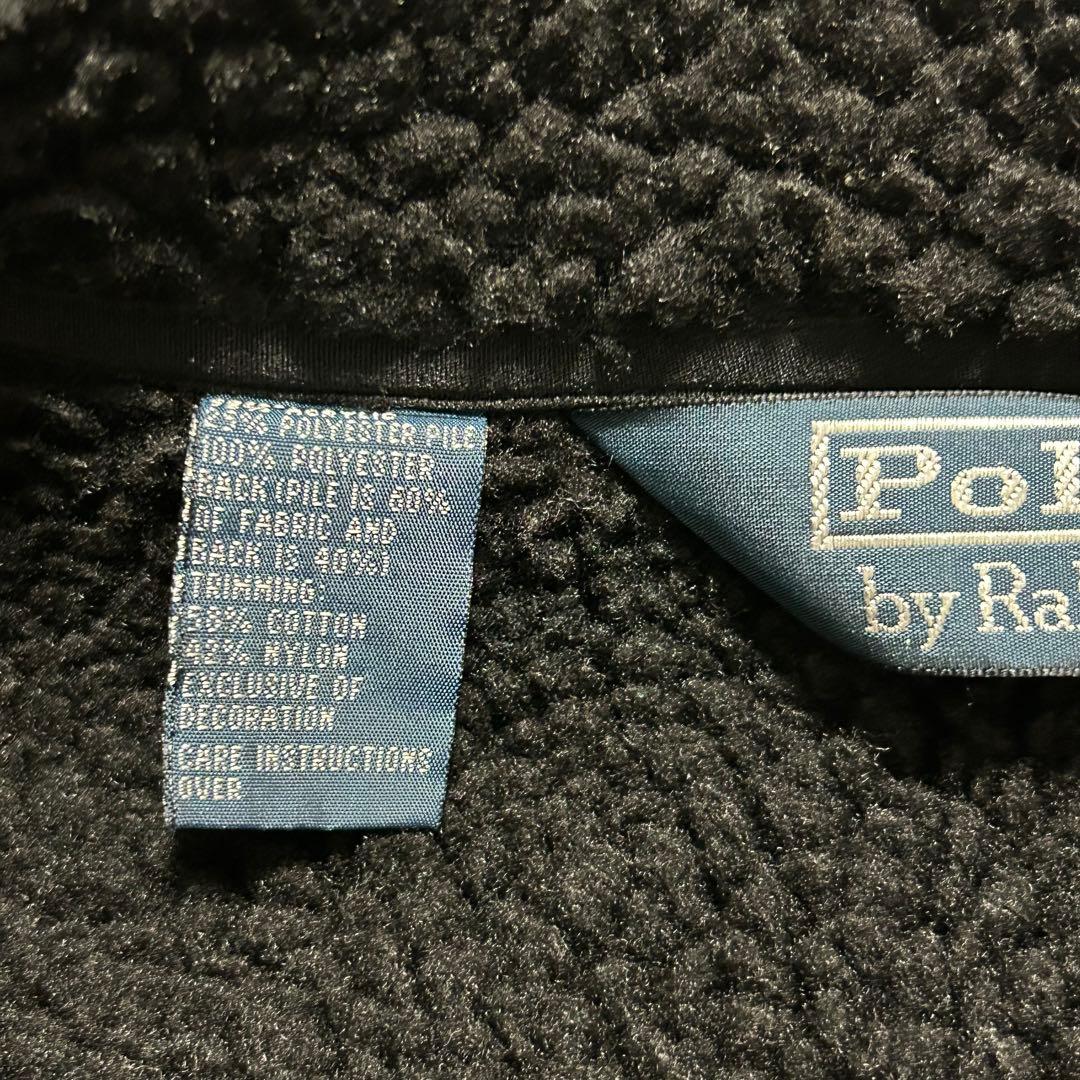 % POLYESTER PILE
100% POLYESTER
BACK (PILE IS 60%
OF FABRIC AND
BACK IS 40%)
TRIMMING:
COTTON
NYLON
EXCLUSIVE OF
DECORATION
CARE INSTRUCTIONS
OVER
Pol
by Ra